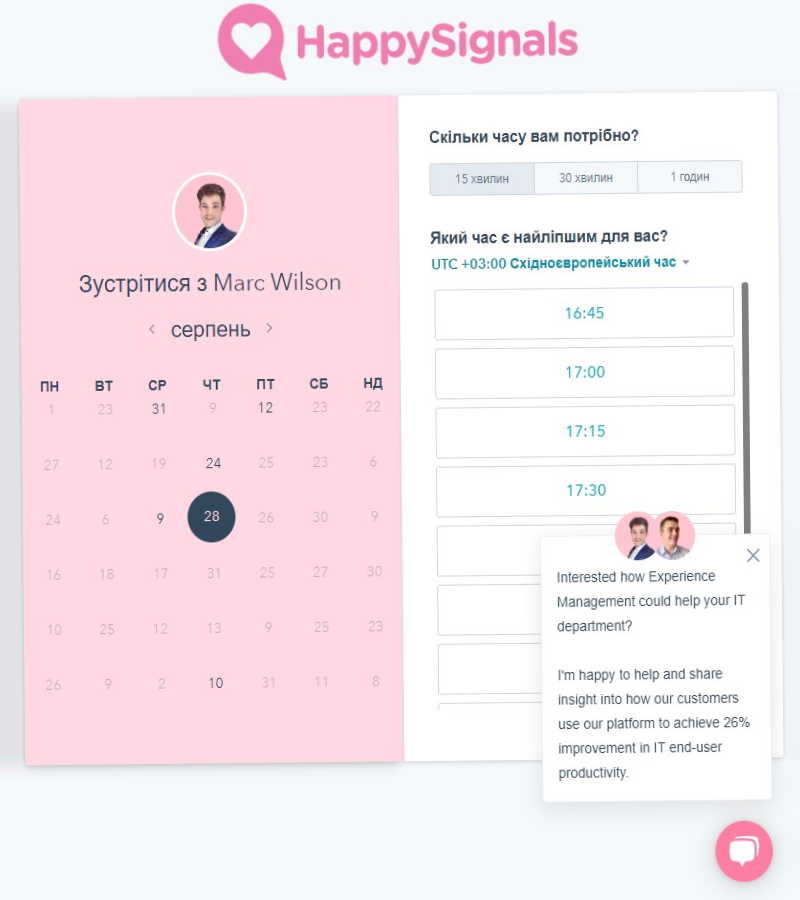 HappySignals
Зустрітися з Marc Wilson
серпень
ПН ВТ СР ЧТ ПТ СБ НД
1 23 31 9 12 23 22
27 12 19 24 25 23 6
24 6 9 28 26 30 9
16 18 17 31 25 27 30
10 25 12 13 9 25 23
26 9 2 10 31 11 8
Скільки часу вам потрібно?
15 хвилин 30 хвилин 1 годин
Який час є найліпшим для вас?
UTC +03:00 Східноєвропейський час
16:45
17:00
17:15
17:30
Interested how Experience
Management could help your IT
department?
I'm happy to help and share
insight into how our customers
use our platform to achieve 26%
improvement in IT end-user
productivity.